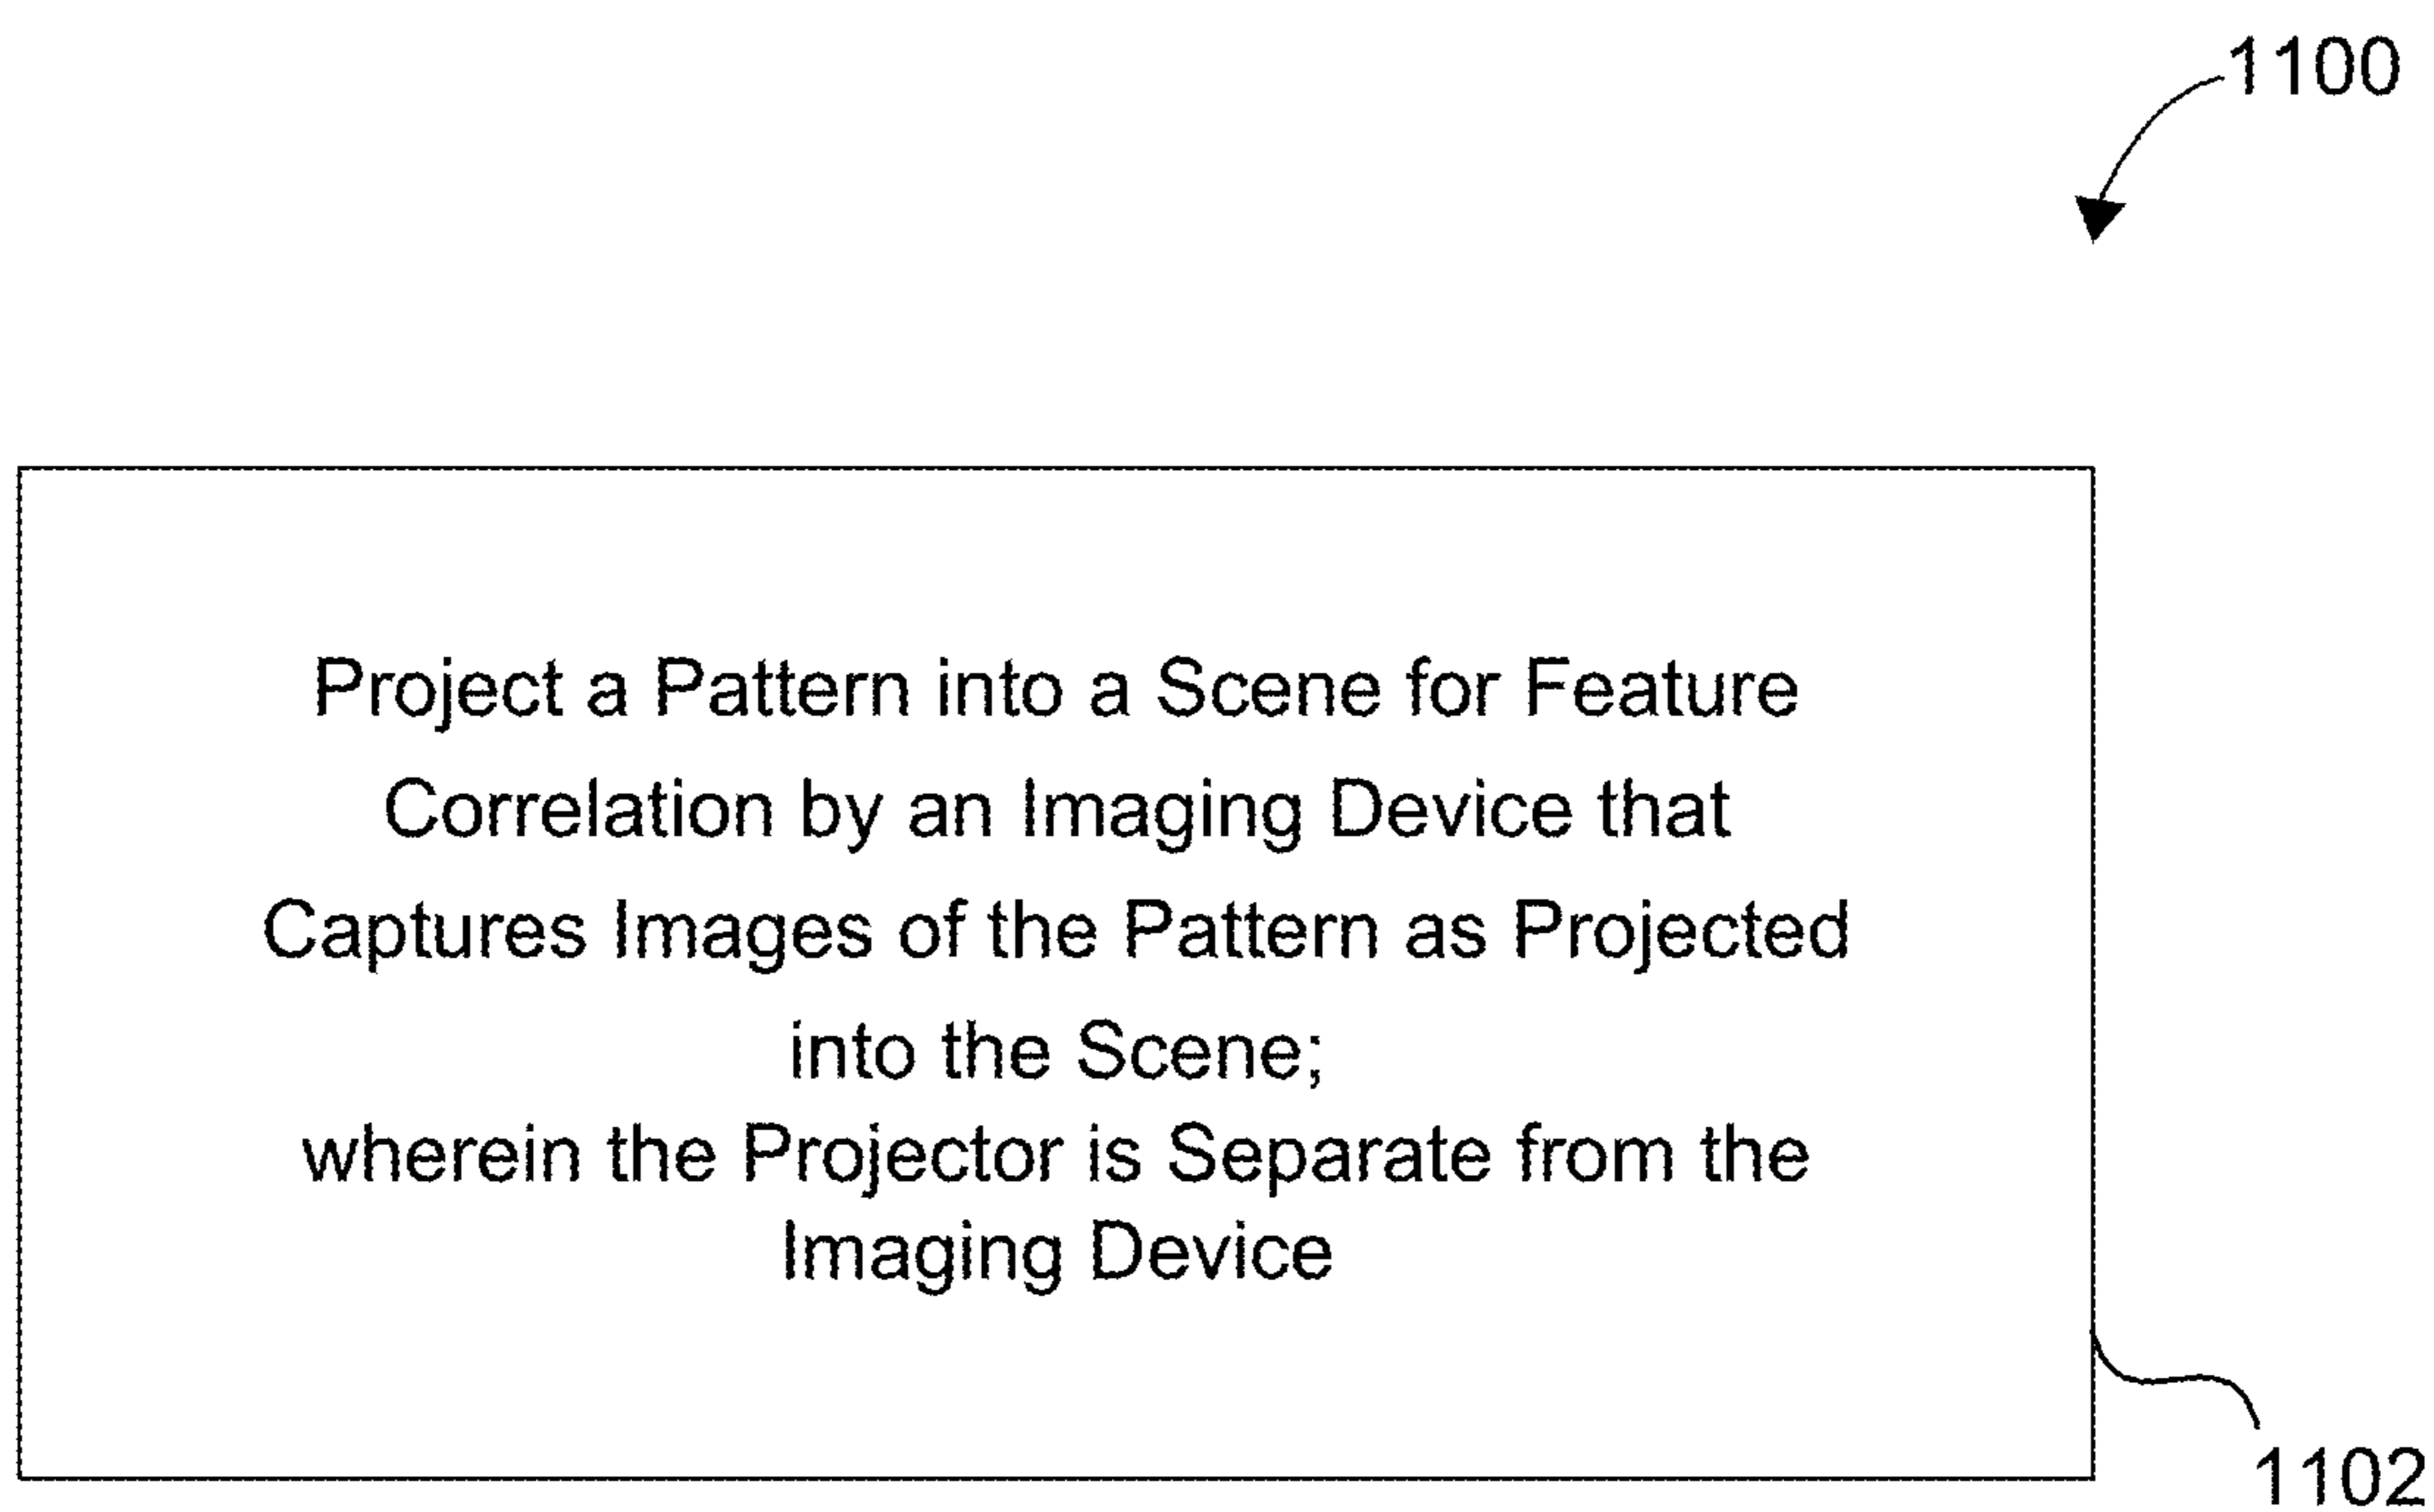 1100
Project a Pattern into a Scene for Feature
Correlation by an Imaging Device that
Captures Images of the Pattern as Projected
into the Scene;
wherein the Projector is Separate from the
Imaging Device
1102